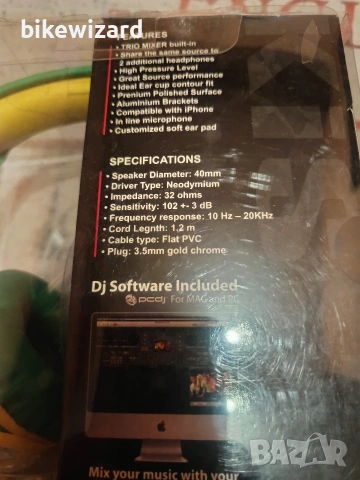 bikewizard
FEATURES
• TRIO MIXER built-in
• Share the same source to
2 additional headphones
• High Pressure Level
• Great Source performance
• Ideal Ear cup contour fit
• Prenium Polished Surface
• Aluminium Brackets
• Compatible with iPhone
• In line microphone
• Customized soft ear pad
SPECIFICATIONS
• Speaker Diameter: 40mm
• Driver Type: Neodymium
• Impedance: 32 ohms
• Sensitivity: 102 +- 3 dB
• Frequency response: 10 Hz – 20KHz
• Cord Legnth: 1,2 m
• Cable type: Flat PVC
• Plug: 3.5mm gold chrome
Dj Software Included
pcdj For MAC and PC
Mix your music with your
BAZAR